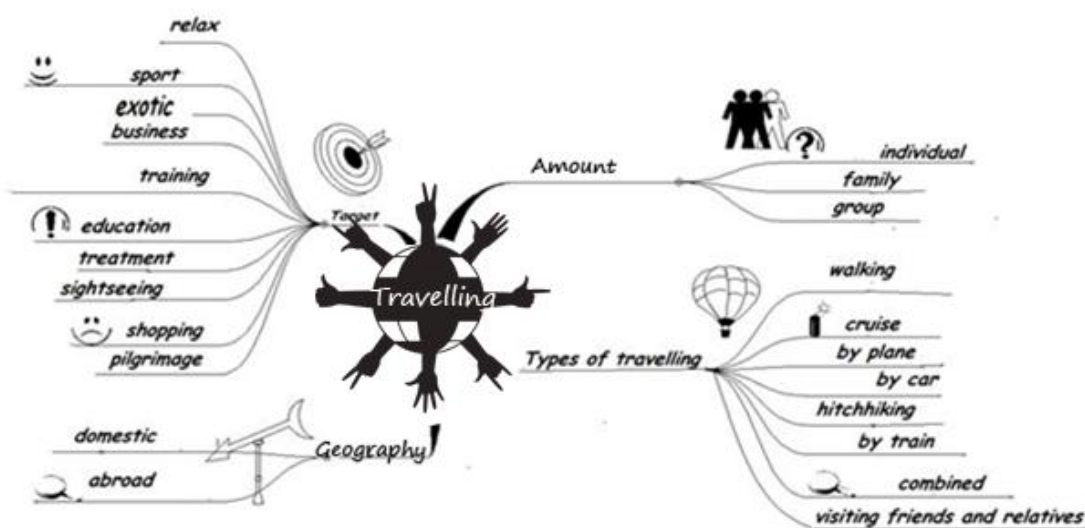 relax
sport
exotic
business
training
education
treatment
sightseeing
shopping
pilgrimage
Target
Travelling
Amount
individual
family
group
Types of travelling
walking
cruise
by plane
by car
hitchhiking
by train
combined
visiting friends and relatives
Geography
domestic
abroad